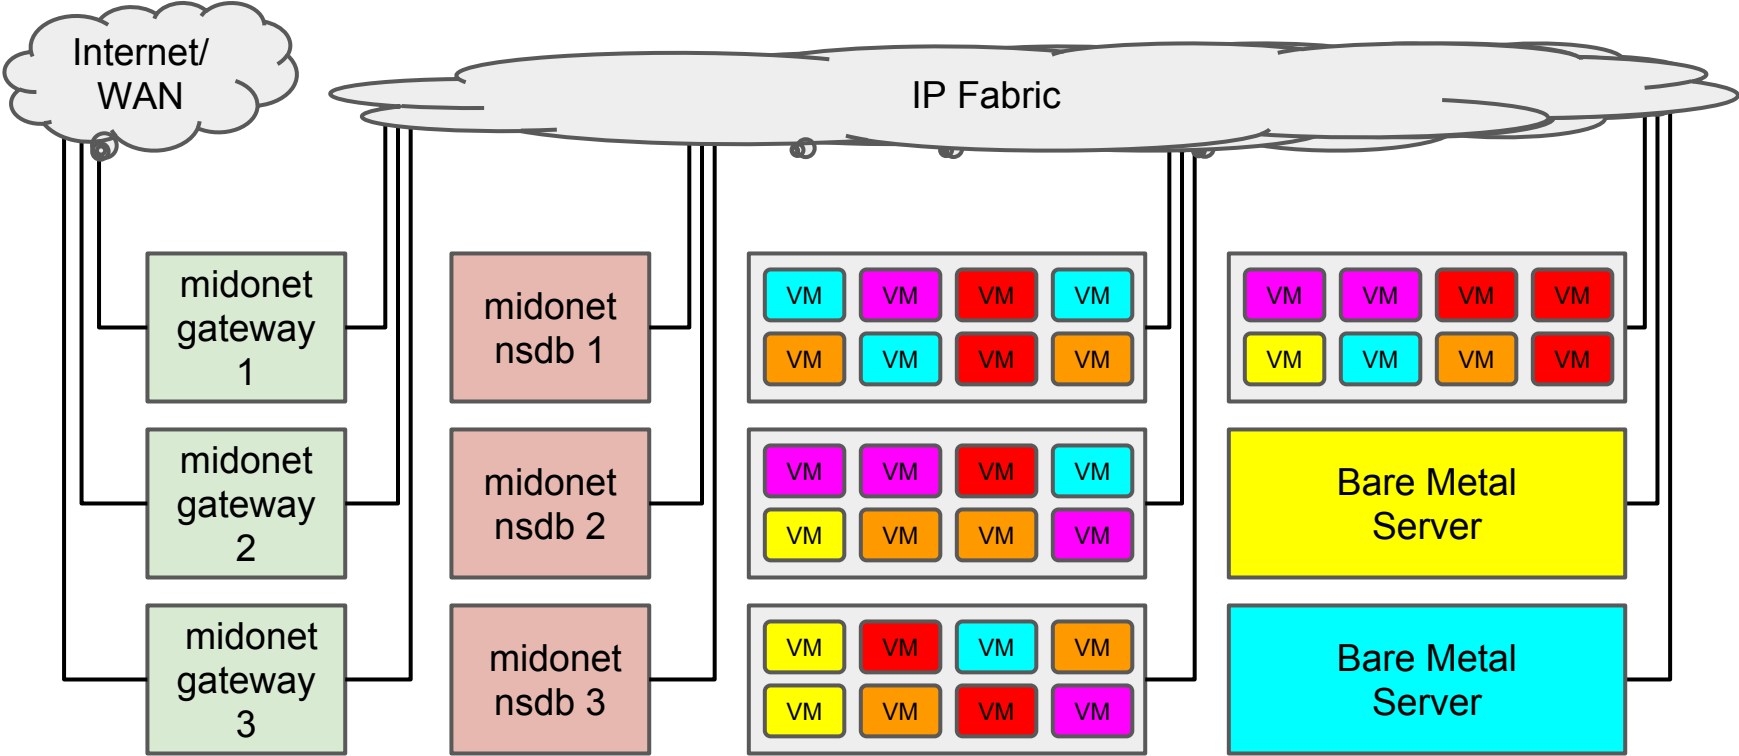 Internet/
WAN
IP Fabric
midonet
gateway
1
midonet
nsdb 1
VM VM VM VM
VM VM VM VM
VM VM VM VM
VM VM VM VM
midonet
gateway
2
midonet
nsdb 2
VM VM VM VM
VM VM VM VM
Bare Metal
Server
midonet
gateway
3
midonet
nsdb 3
VM VM VM VM
VM VM VM VM
Bare Metal
Server